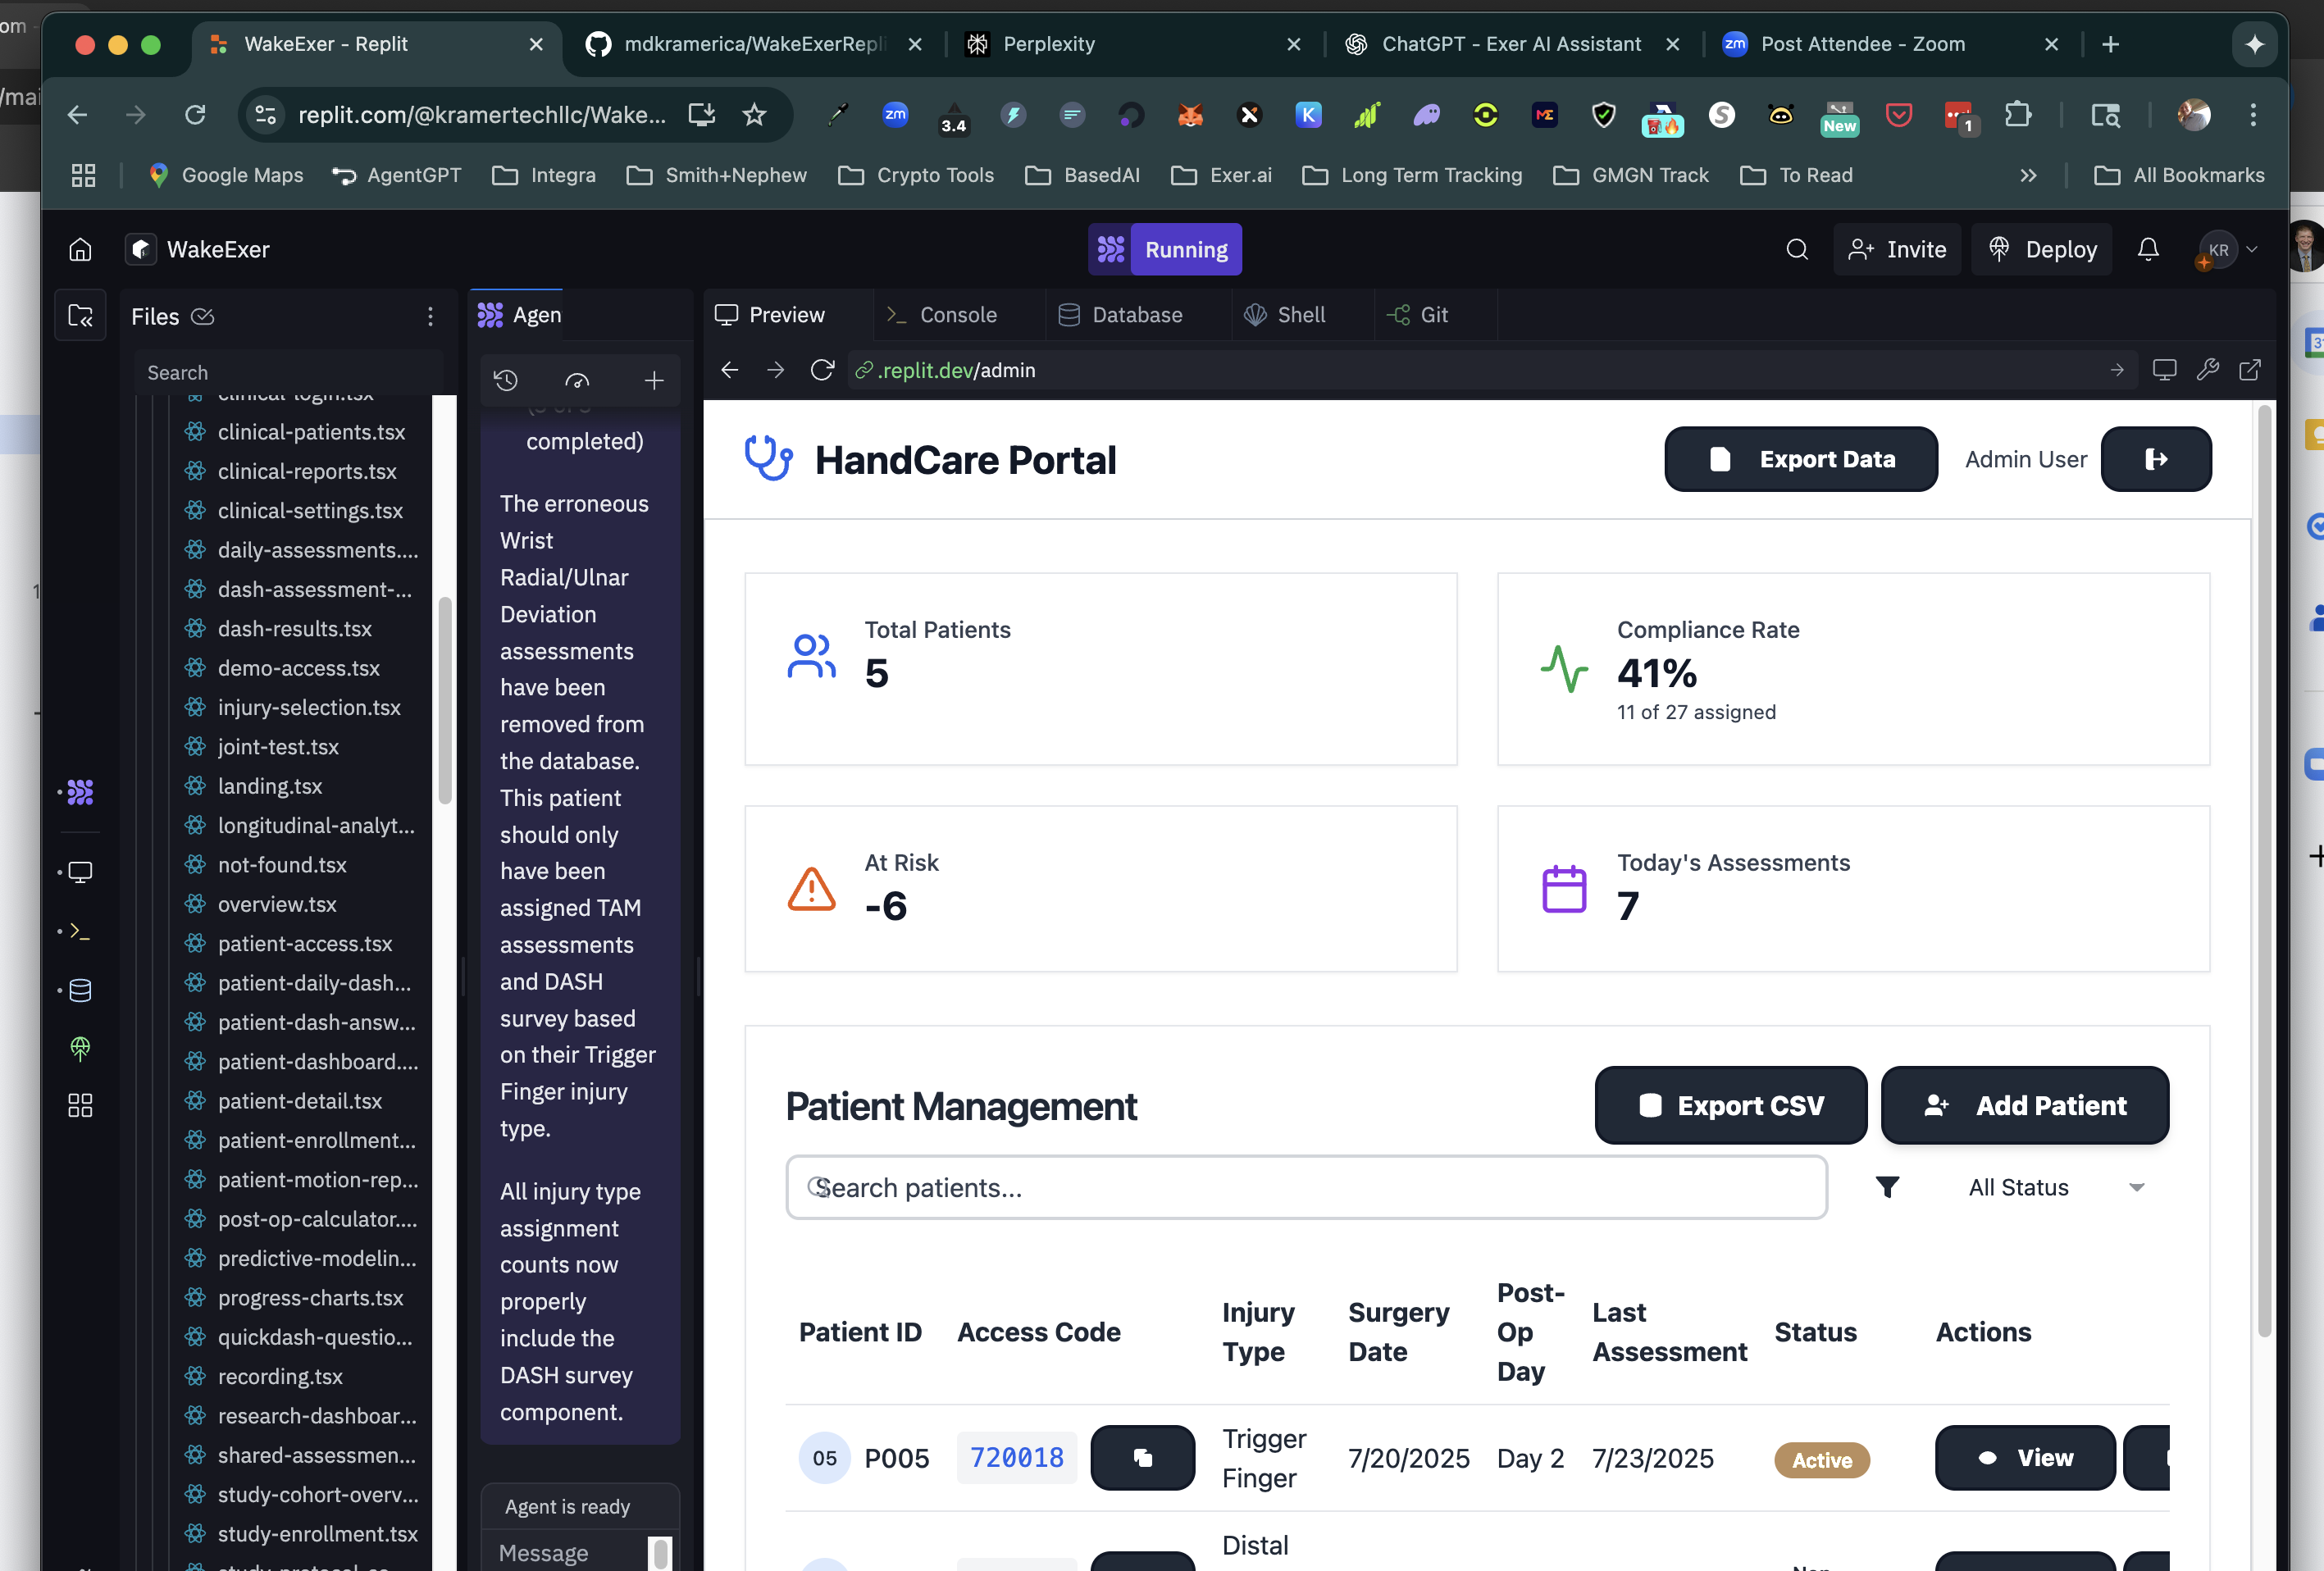 om
WakeExer - Replit
mdkramerica/WakeExerRepli
Perplexity
ChatGPT - Exer AI Assistant
zm
Post Attendee - Zoom
/mai
replit.com/@kramertechllc/Wake...
zm
3.4
K
ME
S
New
1
Google Maps
AgentGPT
Integra
Smith+Nephew
Crypto Tools
BasedAI
Exer.ai
Long Term Tracking
GMGN Track
To Read
All Bookmarks
WakeExer
Running
Invite
Deploy
KR
Files
Search
clinical-login.tsx
clinical-patients.tsx
clinical-reports.tsx
clinical-settings.tsx
daily-assessments....
dash-assessment-...
dash-results.tsx
demo-access.tsx
injury-selection.tsx
joint-test.tsx
landing.tsx
longitudinal-analyt...
not-found.tsx
overview.tsx
patient-access.tsx
patient-daily-dash...
patient-dash-answ...
patient-dashboard....
patient-detail.tsx
patient-enrollment...
patient-motion-rep...
post-op-calculator....
predictive-modelin...
progress-charts.tsx
quickdash-questio...
recording.tsx
research-dashboar...
shared-assessmen...
study-cohort-overv...
study-enrollment.tsx
Agen
completed)
The erroneous
Wrist
Radial/Ulnar
Deviation
assessments
have been
removed from
the database.
This patient
should only
have been
assigned TAM
assessments
and DASH
survey based
on their Trigger
Finger injury
type.
All injury type
assignment
counts now
properly
include the
DASH survey
component.
Agent is ready
Message
Preview
Console
Database
Shell
Git
.replit.dev/admin
HandCare Portal
Export Data
Admin User
Total Patients
5
Compliance Rate
41%
11 of 27 assigned
At Risk
-6
Today's Assessments
7
Patient Management
Export CSV
Add Patient
Search patients...
All Status
Patient ID
Access Code
Injury Type
Surgery Date
Post-Op Day
Last Assessment
Status
Actions
05
P005
720018
Trigger Finger
7/20/2025
Day 2
7/23/2025
Active
View
Distal